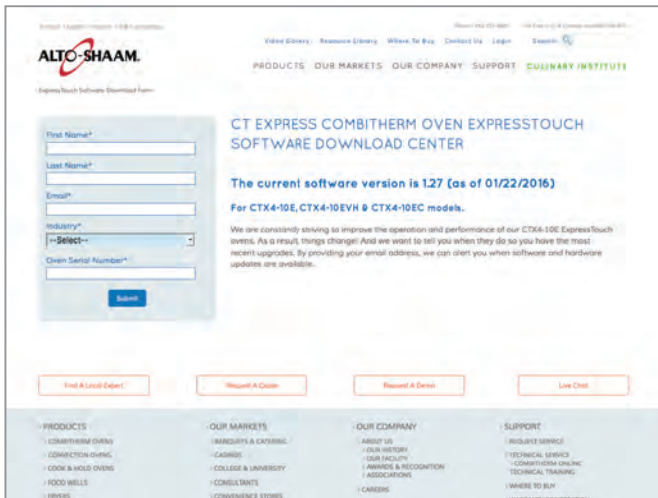 Video Gallery Resource Library Where To Buy Contact Us Login Search:
ALTO-SHAAM.
PRODUCTS OUR MARKETS OUR COMPANY SUPPORT CULINARY INSTITUTE
ExpressTouch Software Download Form
First Name*
Last Name*
Email*
Industry*
--Select--
Oven Serial Number*
Submit
CT EXPRESS COMBITHERM OVEN EXPRESSTOUCH
SOFTWARE DOWNLOAD CENTER
The current software version is 1.27 (as of 01/22/2016)
For CTX4-10E, CTX4-10EVH & CTX4-10EC models.
We are constantly striving to improve the operation and performance of our CTX4-10E ExpressTouch
ovens. As a result, things change! And we want to tell you when they do so you have the most
recent upgrades. By providing your email address, we can alert you when software and hardware
updates are available.
Find A Local Expert
Request A Quote
Request A Demo
Live Chat
PRODUCTS
› COMBITHERM OVENS
› CONVECTION OVENS
› COOK & HOLD OVENS
› FOOD WELLS
› FRYERS
OUR MARKETS
› BANQUETS & CATERING
› CASINOS
› COLLEGE & UNIVERSITY
› CONSULTANTS
› CONVENIENCE STORES
OUR COMPANY
› ABOUT US
› OUR HISTORY
› OUR FACILITY
› AWARDS & RECOGNITION
› ASSOCIATIONS
› CAREERS
SUPPORT
› REQUEST SERVICE
› TECHNICAL SERVICE
› COMBITHERM ONLINE
TECHNICAL TRAINING
› WHERE TO BUY